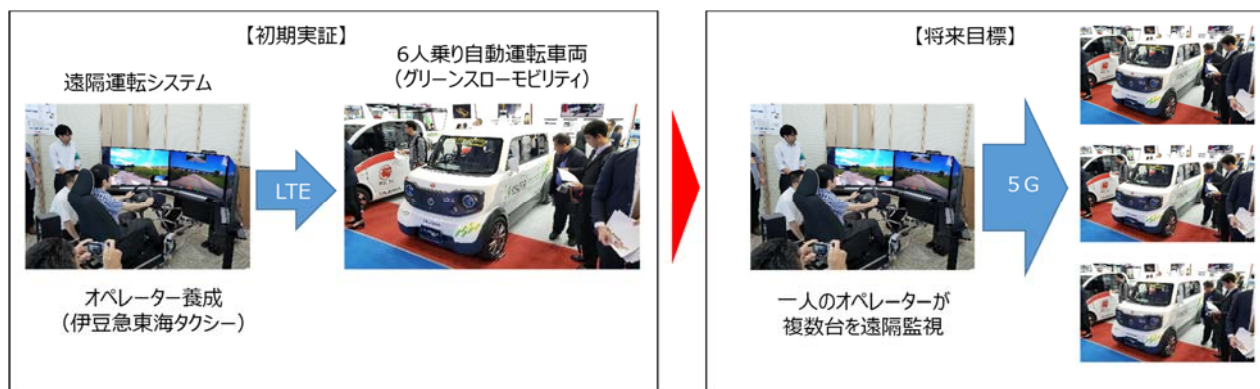 【初期実証】
遠隔運転システム
6人乗り自動運転車両
(グリーンスローモビリティ)
LTE
オペレーター養成
(伊豆急東海タクシー)
【将来目標】
5G
一人のオペレーターが
複数台を遠隔監視